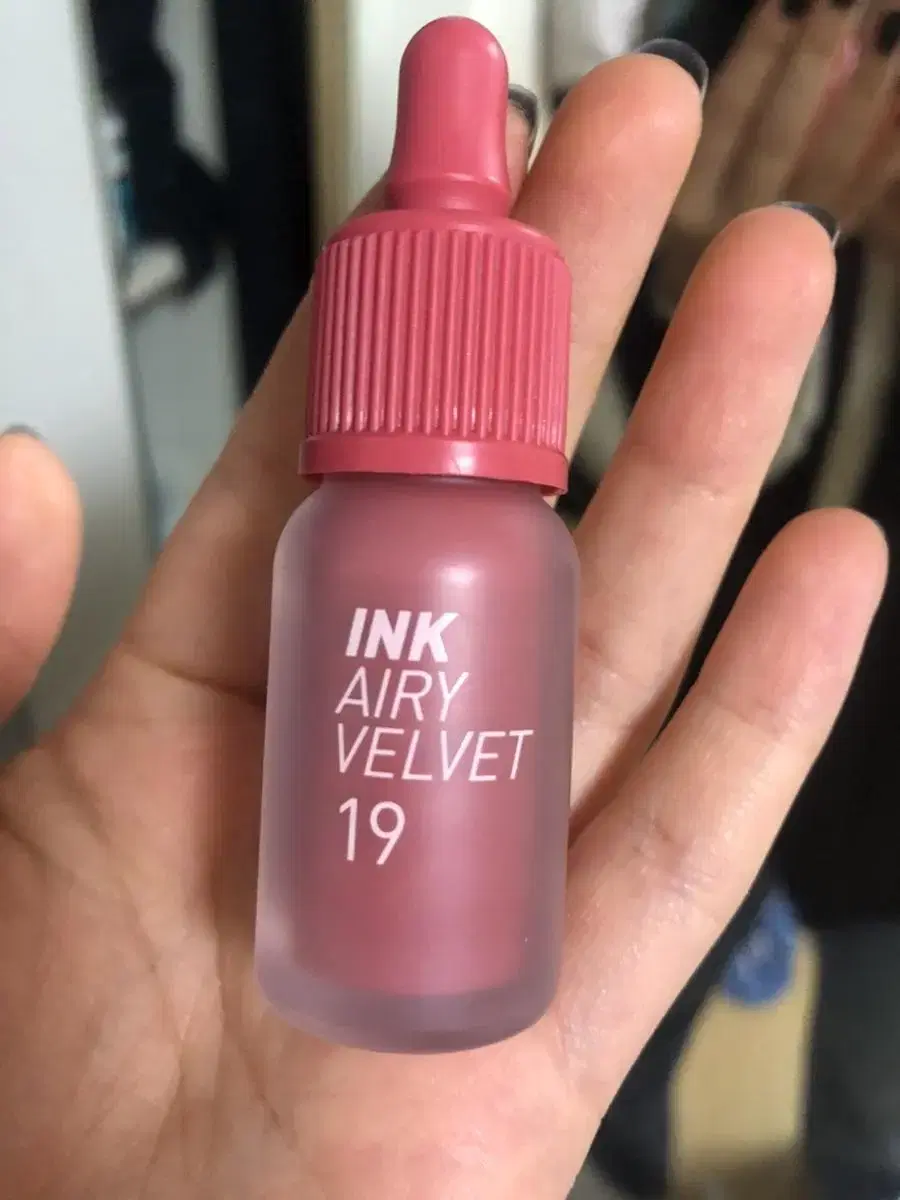 INK
AIRY
VELVET
19